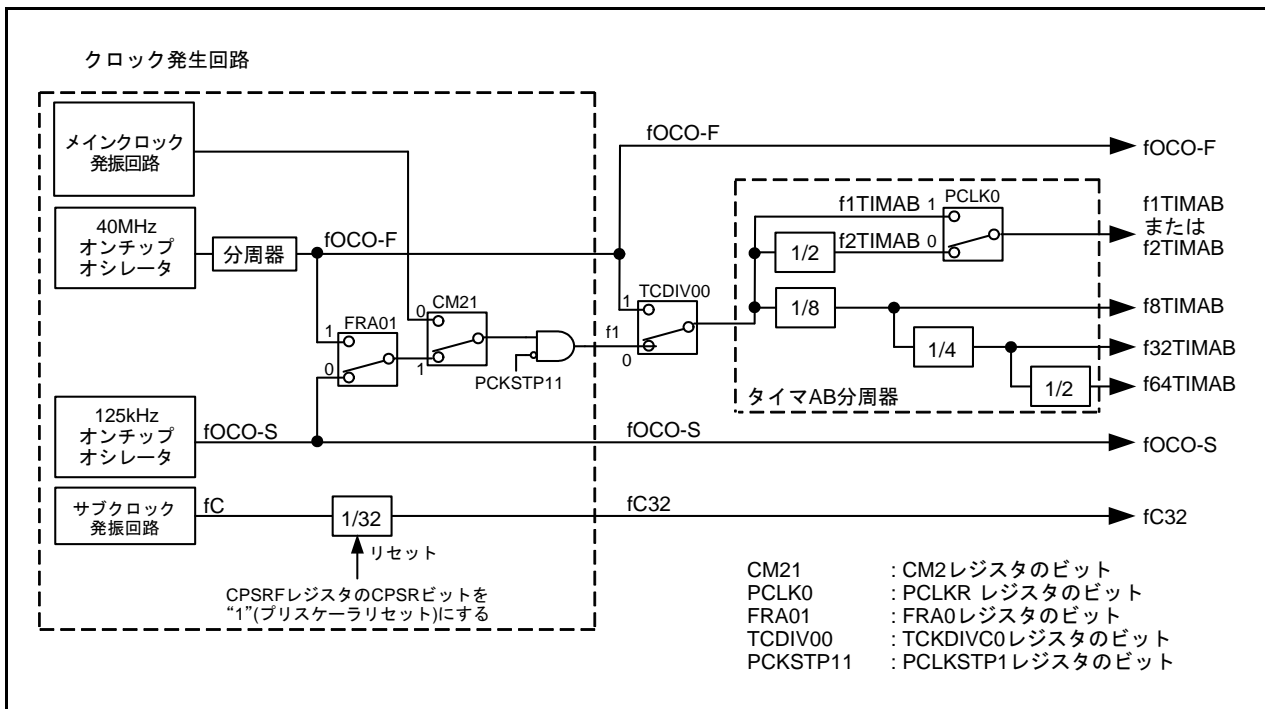 クロック発生回路
メインクロック
発振回路
40MHz
オンチップ
オシレータ
分周器
fOCO-F
fOCO-F
fOCO-F
1
FRA01
0
0
CM21
1
PCKSTP11
f1
1
TCDIV00
0
f1TIMAB
1
PCLK0
1/2
f2TIMAB
0
1/8
1/4
1/2
タイマAB分周器
f1TIMAB
または
f2TIMAB
f8TIMAB
f32TIMAB
f64TIMAB
125kHz
オンチップ
オシレータ
fOCO-S
fOCO-S
fOCO-S
サブクロック
発振回路
fC
1/32
fC32
fC32
リセット
CPSRFレジスタのCPSRビットを
“1”(プリスケーラリセット)にする
CM21 : CM2レジスタのビット
PCLK0 : PCLKR レジスタのビット
FRA01 : FRA0レジスタのビット
TCDIV00 : TCKDIVC0レジスタのビット
PCKSTP11 : PCLKSTP1レジスタのビット